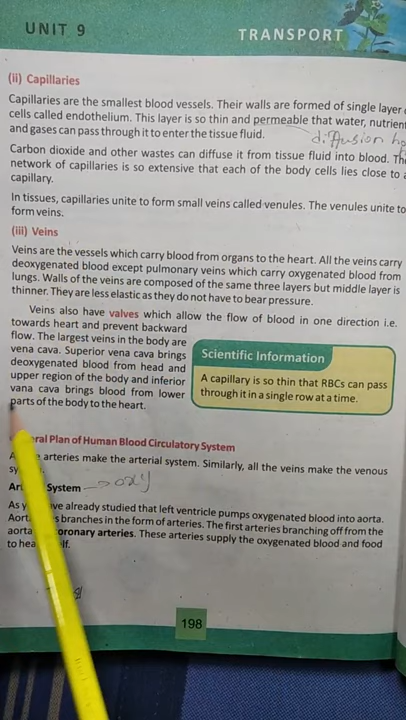 UNIT 9
TRANSPORT
(ii) Capillaries
Capillaries are the smallest blood vessels. Their walls are formed of single layer
cells called endothelium. This layer is so thin and permeable that water, nutrient
and gases can pass through it to enter the tissue fluid.
diffusion
Carbon dioxide and other wastes can diffuse it from tissue fluid into blood. Th
network of capillaries is so extensive that each of the body cells lies close to a
capillary.
In tissues, capillaries unite to form small veins called venules. The venules unite to
form veins.
(iii) Veins
Veins are the vessels which carry blood from organs to the heart. All the veins carry
deoxygenated blood except pulmonary veins which carry oxygenated blood from
lungs. Walls of the veins are composed of the same three layers but middle layer is
thinner. They are less elastic as they do not have to bear pressure.
Veins also have valves which allow the flow of blood in one direction i.e.
towards heart and prevent backward
flow. The largest veins in the body are
vena cava. Superior vena cava brings
deoxygenated blood from head and
upper region of the body and inferior
vana cava brings blood from lower
parts of the body to the heart.
Scientific Information
A capillary is so thin that RBCs can pass
through it in a single row at a time.
ral Plan of Human Blood Circulatory System
arteries make the arterial system. Similarly, all the veins make the venous
sy
Ar System oxy
As y ve already studied that left ventricle pumps oxygenated blood into aorta.
Aort s branches in the form of arteries. The first arteries branching off from the
aorta coronary arteries. These arteries supply the oxygenated blood and food
to hea lf.
198